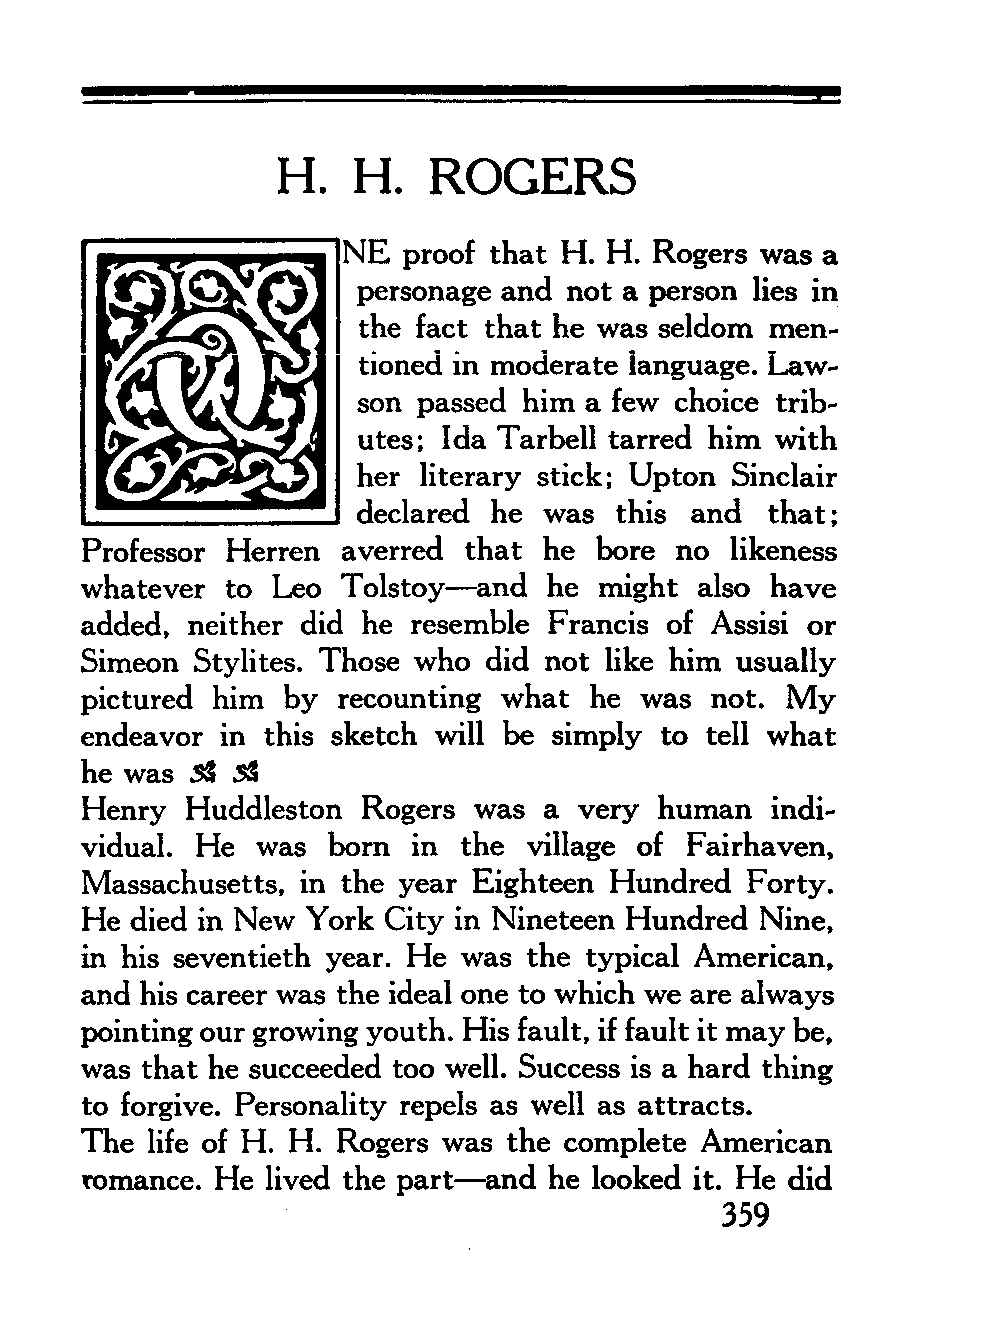 H. H. ROGERS
ONE proof that H. H. Rogers was a
personage and not a person lies in
the fact that he was seldom men-
tioned in moderate language. Law-
son passed him a few choice trib-
utes; Ida Tarbell tarred him with
her literary stick; Upton Sinclair
declared he was this and that;
Professor Herren averred that he bore no likeness
whatever to Leo Tolstoy—and he might also have
added, neither did he resemble Francis of Assisi or
Simeon Stylites. Those who did not like him usually
pictured him by recounting what he was not. My
endeavor in this sketch will be simply to tell what
he was
Henry Huddleston Rogers was a very human indi-
vidual. He was born in the village of Fairhaven,
Massachusetts, in the year Eighteen Hundred Forty.
He died in New York City in Nineteen Hundred Nine,
in his seventieth year. He was the typical American,
and his career was the ideal one to which we are always
pointing our growing youth. His fault, if fault it may be,
was that he succeeded too well. Success is a hard thing
to forgive. Personality repels as well as attracts.
The life of H. H. Rogers was the complete American
romance. He lived the part—and he looked it. He did
359